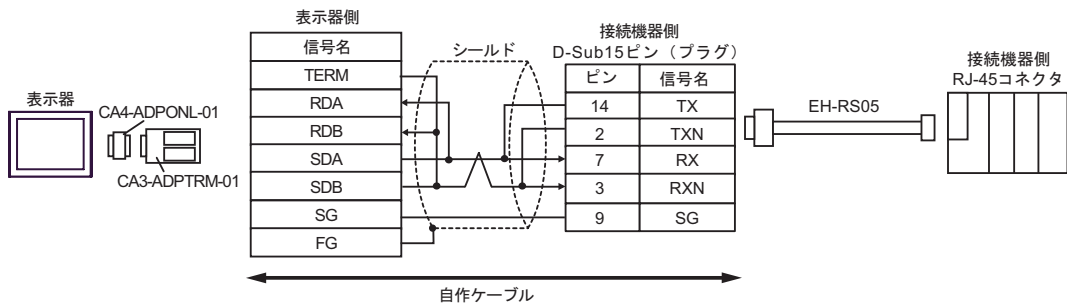 表示器
CA4-ADPONL-01
CA3-ADPTRM-01
表示器側
信号名
TERM
RDA
RDB
SDA
SDB
SG
FG
シールド
接続機器側
D-Sub15ピン（プラグ）
ピン 信号名
14 TX
2 TXN
7 RX
3 RXN
9 SG
EH-RS05
接続機器側
RJ-45コネクタ
自作ケーブル